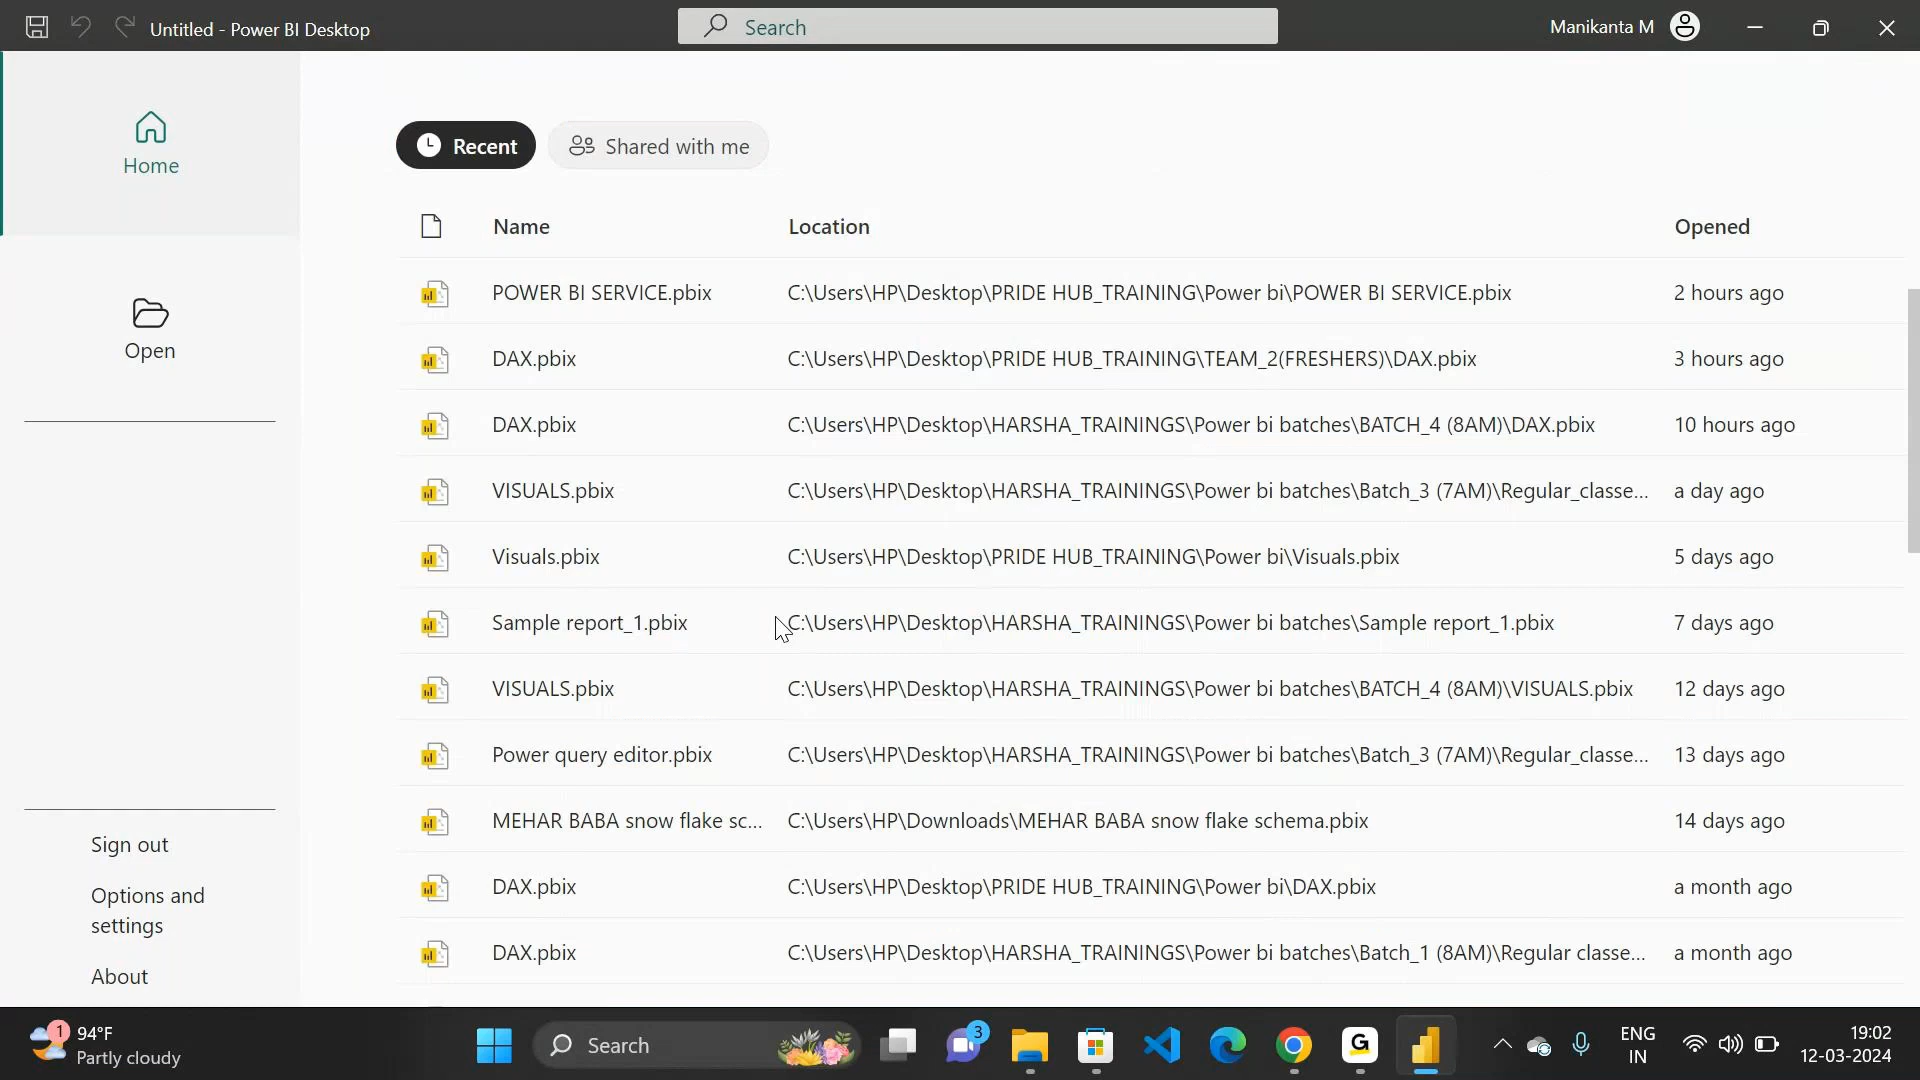 Untitled - Power BI Desktop
Search
Manikanta M
Home
Open
Sign out
Options and
settings
About
Recent
Shared with me
Name Location Opened
POWER BI SERVICE.pbix C:\Users\HP\Desktop\PRIDE HUB_TRAINING\Power bi\POWER BI SERVICE.pbix 2 hours ago
DAX.pbix C:\Users\HP\Desktop\PRIDE HUB_TRAINING\TEAM_2(FRESHERS)\DAX.pbix 3 hours ago
DAX.pbix C:\Users\HP\Desktop\HARSHA_TRAININGS\Power bi batches\BATCH_4 (8AM)\DAX.pbix 10 hours ago
VISUALS.pbix C:\Users\HP\Desktop\HARSHA_TRAININGS\Power bi batches\Batch_3 (7AM)\Regular_classe... a day ago
Visuals.pbix C:\Users\HP\Desktop\PRIDE HUB_TRAINING\Power bi\Visuals.pbix 5 days ago
Sample report_1.pbix C:\Users\HP\Desktop\HARSHA_TRAININGS\Power bi batches\Sample report_1.pbix 7 days ago
VISUALS.pbix C:\Users\HP\Desktop\HARSHA_TRAININGS\Power bi batches\BATCH_4 (8AM)\VISUALS.pbix 12 days ago
Power query editor.pbix C:\Users\HP\Desktop\HARSHA_TRAININGS\Power bi batches\Batch_3 (7AM)\Regular_classe... 13 days ago
MEHAR BABA snow flake sc... C:\Users\HP\Downloads\MEHAR BABA snow flake schema.pbix 14 days ago
DAX.pbix C:\Users\HP\Desktop\PRIDE HUB_TRAINING\Power bi\DAX.pbix a month ago
DAX.pbix C:\Users\HP\Desktop\HARSHA_TRAININGS\Power bi batches\Batch_1 (8AM)\Regular classe... a month ago
1
94°F
Partly cloudy
Search
3
G
ENG
IN
19:02
12-03-2024